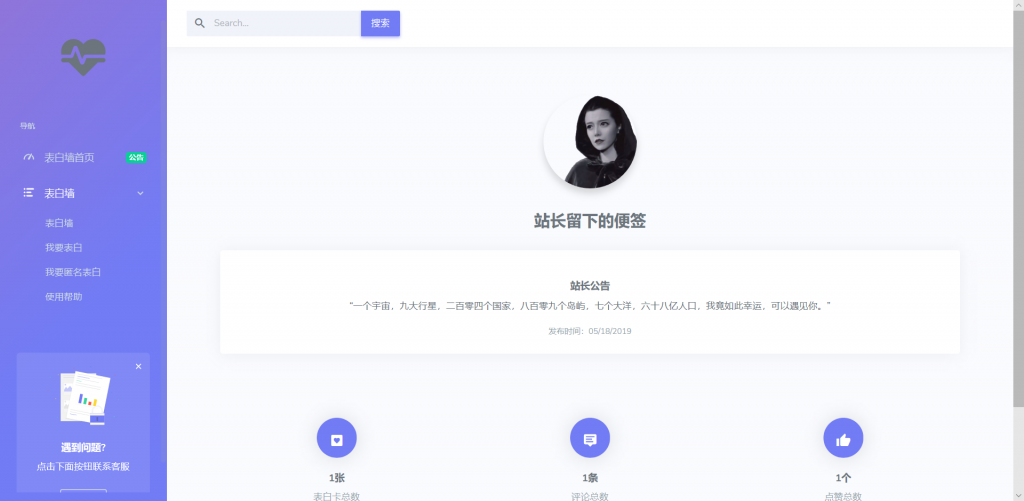 Search...
搜索
导航
表白墙首页
公告
表白墙
表白墙
我要表白
我要匿名表白
使用帮助
遇到问题?
点击下面按钮联系客服
站长留下的便签
站长公告
“一个宇宙，九大行星，二百零四个国家，八百零九个岛屿，七个大洋，六十八亿人口，我竟如此幸运，可以遇见你。”
发布时间：05/18/2019
1张
表白卡总数
1条
评论总数
1个
点赞总数